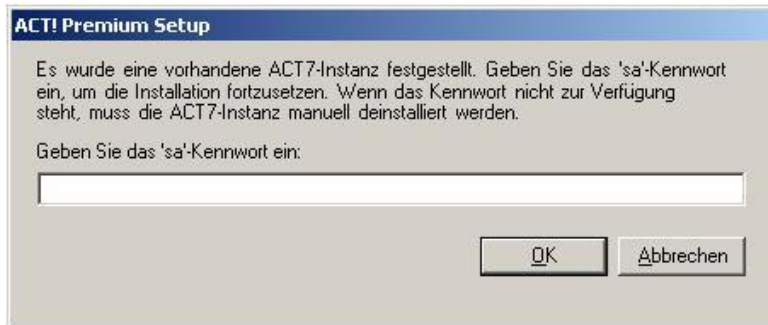 ACT! Premium Setup
Es wurde eine vorhandene ACT7-Instanz festgestellt. Geben Sie das 'sa'-Kennwort
ein, um die Installation fortzusetzen. Wenn das Kennwort nicht zur Verfügung
steht, muss die ACT7-Instanz manuell deinstalliert werden.
Geben Sie das 'sa'-Kennwort ein:
OK
Abbrechen